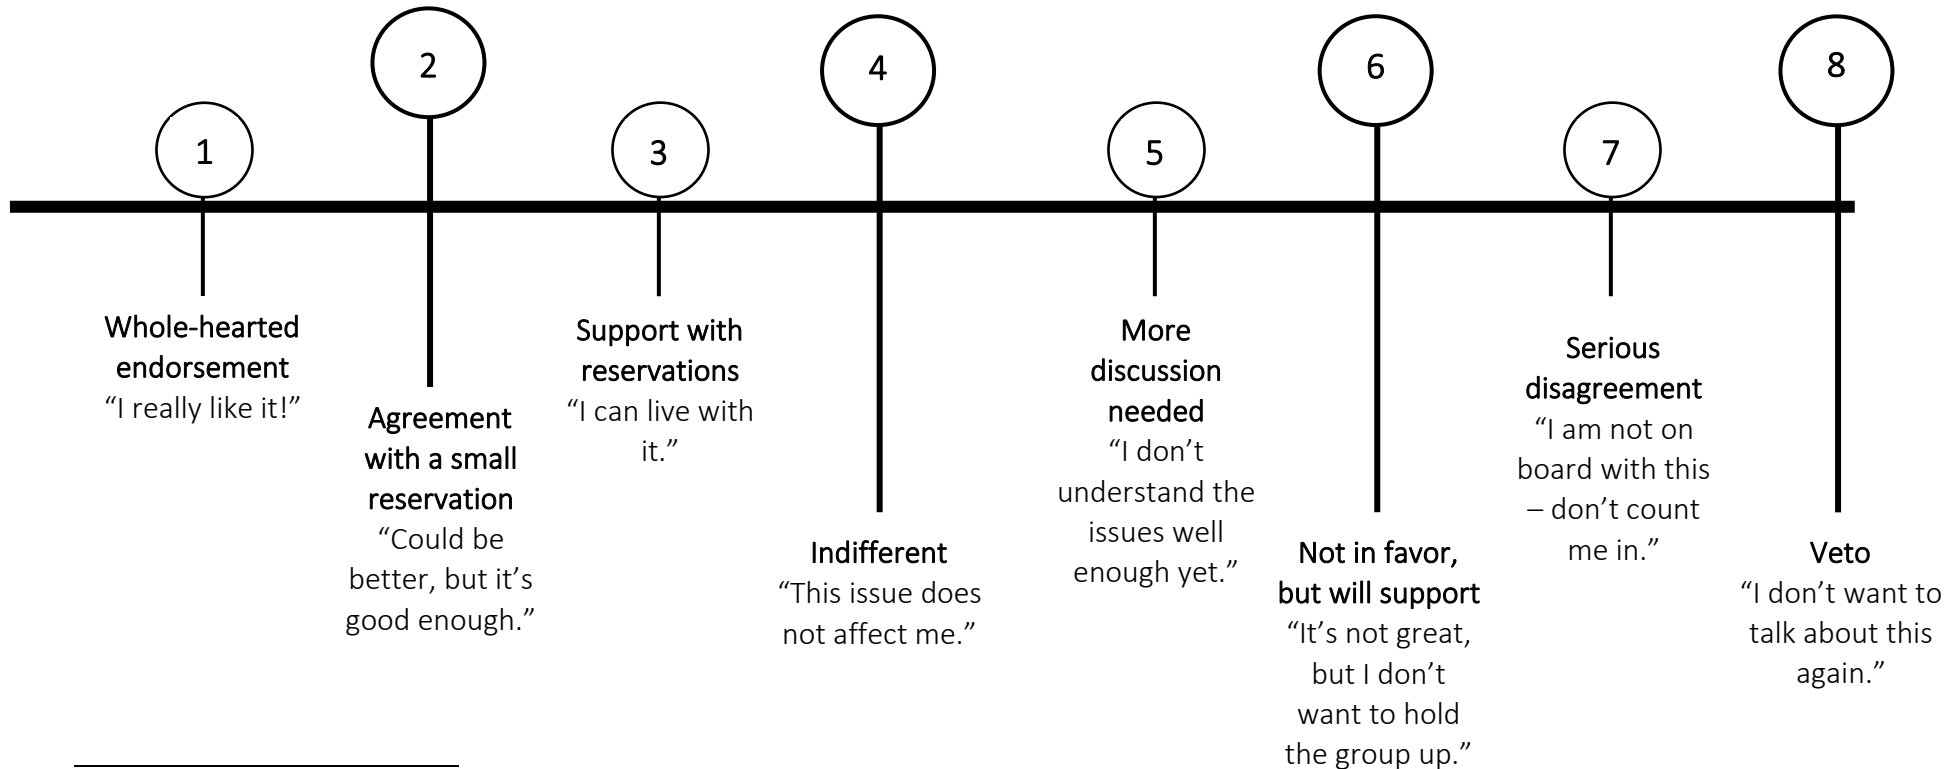 1
Whole-hearted
endorsement
“I really like it!”
2
Agreement
with a small
reservation
“Could be
better, but it’s
good enough.”
3
Support with
reservations
“I can live with
it.”
4
Indifferent
“This issue does
not affect me.”
5
More
discussion
needed
“I don’t
understand the
issues well
enough yet.”
6
Not in favor,
but will support
“It’s not great,
but I don’t
want to hold
the group up.”
7
Serious
disagreement
“I am not on
board with this
– don’t count
me in.”
8
Veto
“I don’t want to
talk about this
again.”